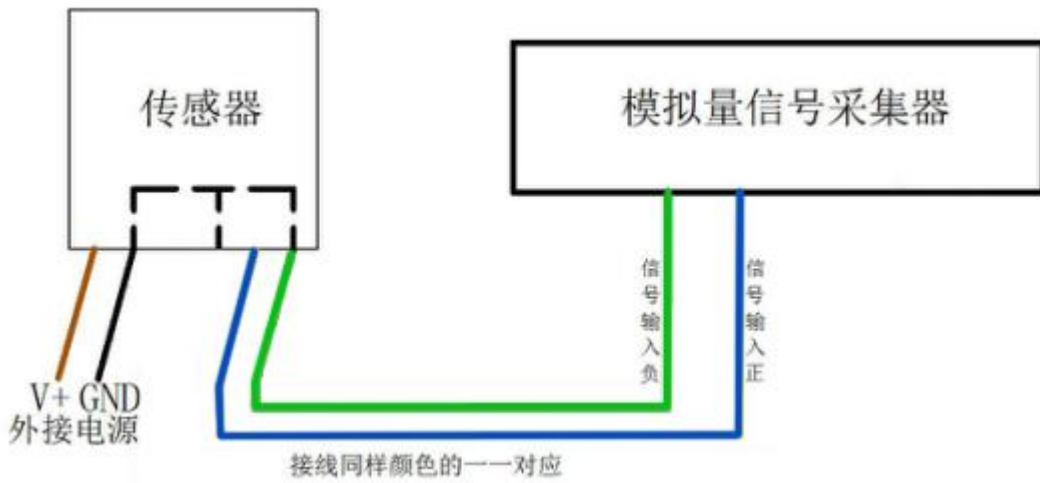 传感器
模拟量信号采集器
信号输入负
信号输入正
V+ GND
外接电源
接线同样颜色的一一对应